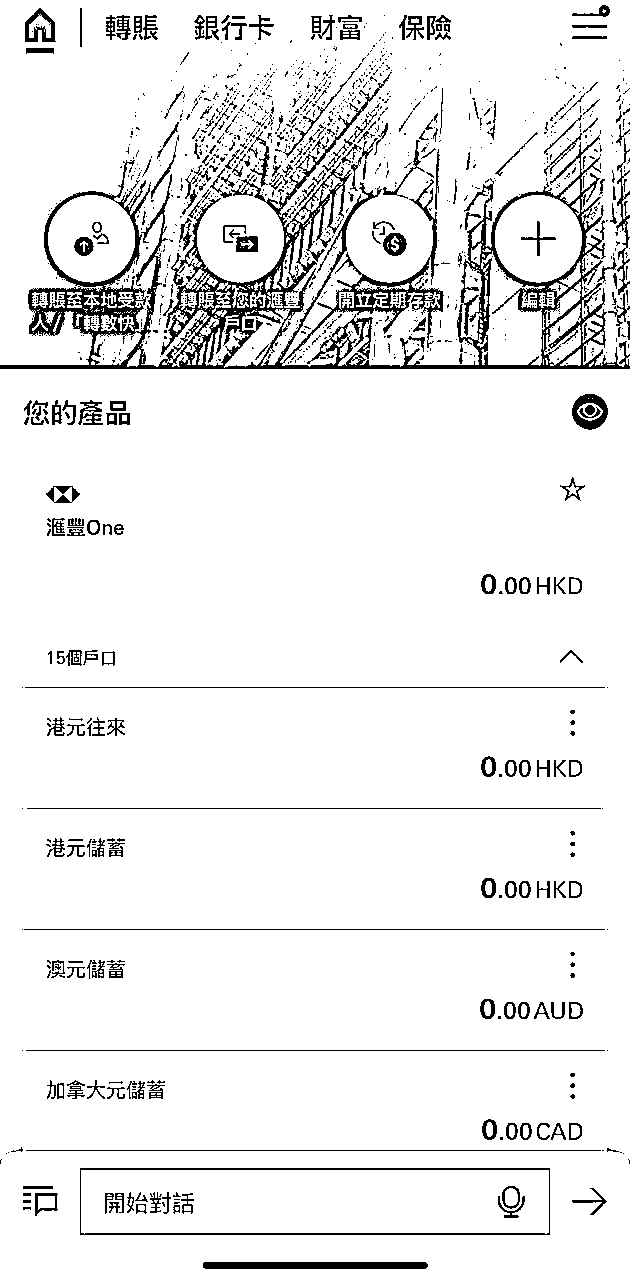 轉賬 銀行卡 財富 保險
轉賬至本地受款
人/「轉數快」
轉賬至您的滙豐
戶口
開立定期存款
編輯
您的產品
滙豐One
0.00 HKD
15個戶口
港元往來
0.00 HKD
港元儲蓄
0.00 HKD
澳元儲蓄
0.00 AUD
加拿大元儲蓄
0.00 CAD
開始對話